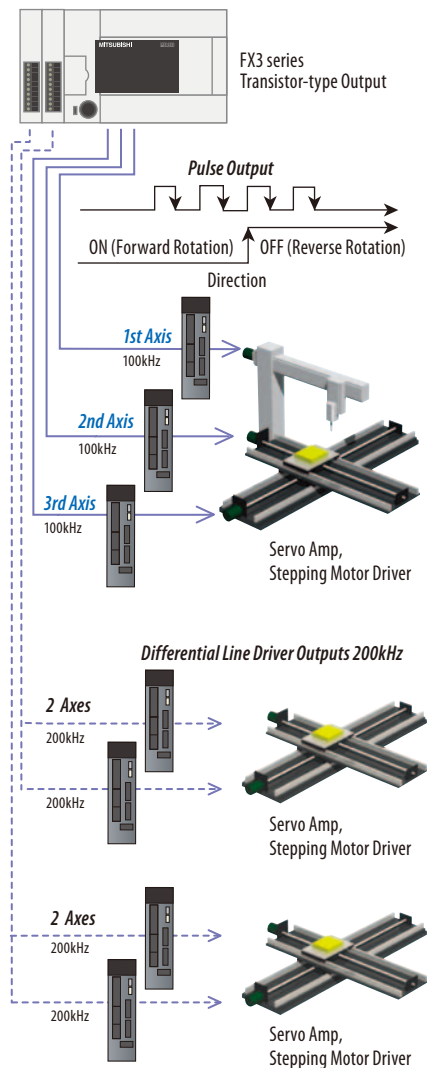 MITSUBISHI
FX3 series
Transistor-type Output
Pulse Output
ON (Forward Rotation)
OFF (Reverse Rotation)
Direction
1st Axis
100kHz
2nd Axis
100kHz
3rd Axis
100kHz
Servo Amp,
Stepping Motor Driver
Differential Line Driver Outputs 200kHz
2 Axes
200kHz
200kHz
Servo Amp,
Stepping Motor Driver
2 Axes
200kHz
200kHz
Servo Amp,
Stepping Motor Driver